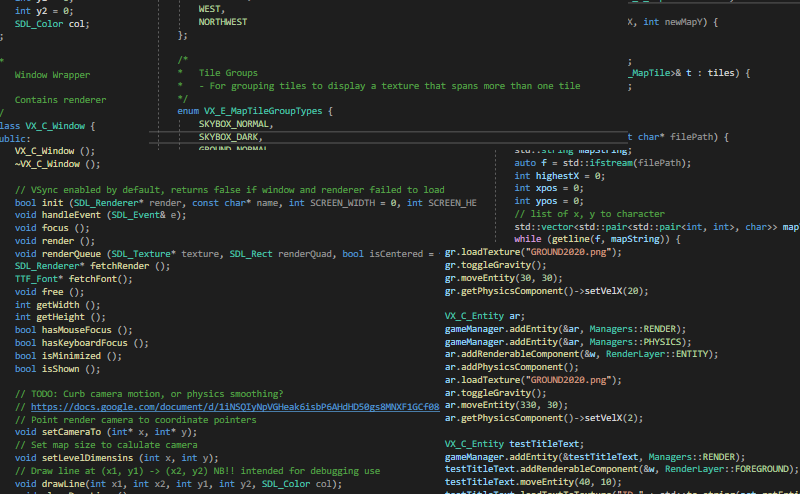 int y2 = 0;
SDL_Color col;
;
*
Window Wrapper
Contains renderer
/
lass VX_C_Window {
ublic:
VX_C_Window ();
~VX_C_Window ();
// VSync enabled by default, returns false if window and renderer failed to load
bool init (SDL_Renderer* render, const char* name, int SCREEN_WIDTH = 0, int SCREEN_HE
void handleEvent (SDL_Event& e);
void focus ();
void render ();
void renderQueue (SDL_Texture* texture, SDL_Rect renderQuad, bool isCentered =
SDL_Renderer* fetchRender ();
TTF_Font* fetchFont();
void free ();
int getWidth ();
int getHeight ();
bool hasMouseFocus ();
bool hasKeyboardFocus ();
bool isMinimized ();
bool isShown ();
// TODO: Curb camera motion, or physics smoothing?
// https://docs.google.com/document/d/1iNSQIyNpVGHeak6isbP6AHdHD50gs8MNXF1GCf08
// Point render camera to coordinate pointers
void setCameraTo (int* x, int* y);
// Set map size to calulate camera
void setLevelDimensins (int x, int y);
// Draw line at (x1, y1) -> (x2, y2) NB!! intended for debugging use
void drawLine(int x1, int x2, int y1, int y2, SDL_Color col);
WEST,
NORTHWEST
};
/*
* Tile Groups
* - For grouping tiles to display a texture that spans more than one tile
*/
enum VX_E_MapTileGroupTypes {
SKYBOX_NORMAL,
SKYBOX_DARK,
GROUND_NORMAL
X, int newMapY) {
;
_MapTile>& t : tiles) {
;
t char* filePath) {
std::string mapString;
auto f = std::ifstream(filePath);
int highestX = 0;
int xpos = 0;
int ypos = 0;
// list of x, y to character
std::vector<std::pair<std::pair<int, int>, char>> map
while (getline(f, mapString)) {
gr.loadTexture("GROUND2020.png");
gr.toggleGravity();
gr.moveEntity(30, 30);
gr.getPhysicsComponent()->setVelX(20);
VX_C_Entity ar;
gameManager.addEntity(&ar, Managers::RENDER);
gameManager.addEntity(&ar, Managers::PHYSICS);
ar.addRenderableComponent(&w, RenderLayer::ENTITY);
ar.addPhysicsComponent();
ar.loadTexture("GROUND2020.png");
ar.toggleGravity();
ar.moveEntity(330, 30);
ar.getPhysicsComponent()->setVelX(2);
VX_C_Entity testTitleText;
gameManager.addEntity(&testTitleText, Managers::RENDER);
testTitleText.addRenderableComponent(&w, RenderLayer::FOREGROUND);
testTitleText.moveEntity(40, 10);